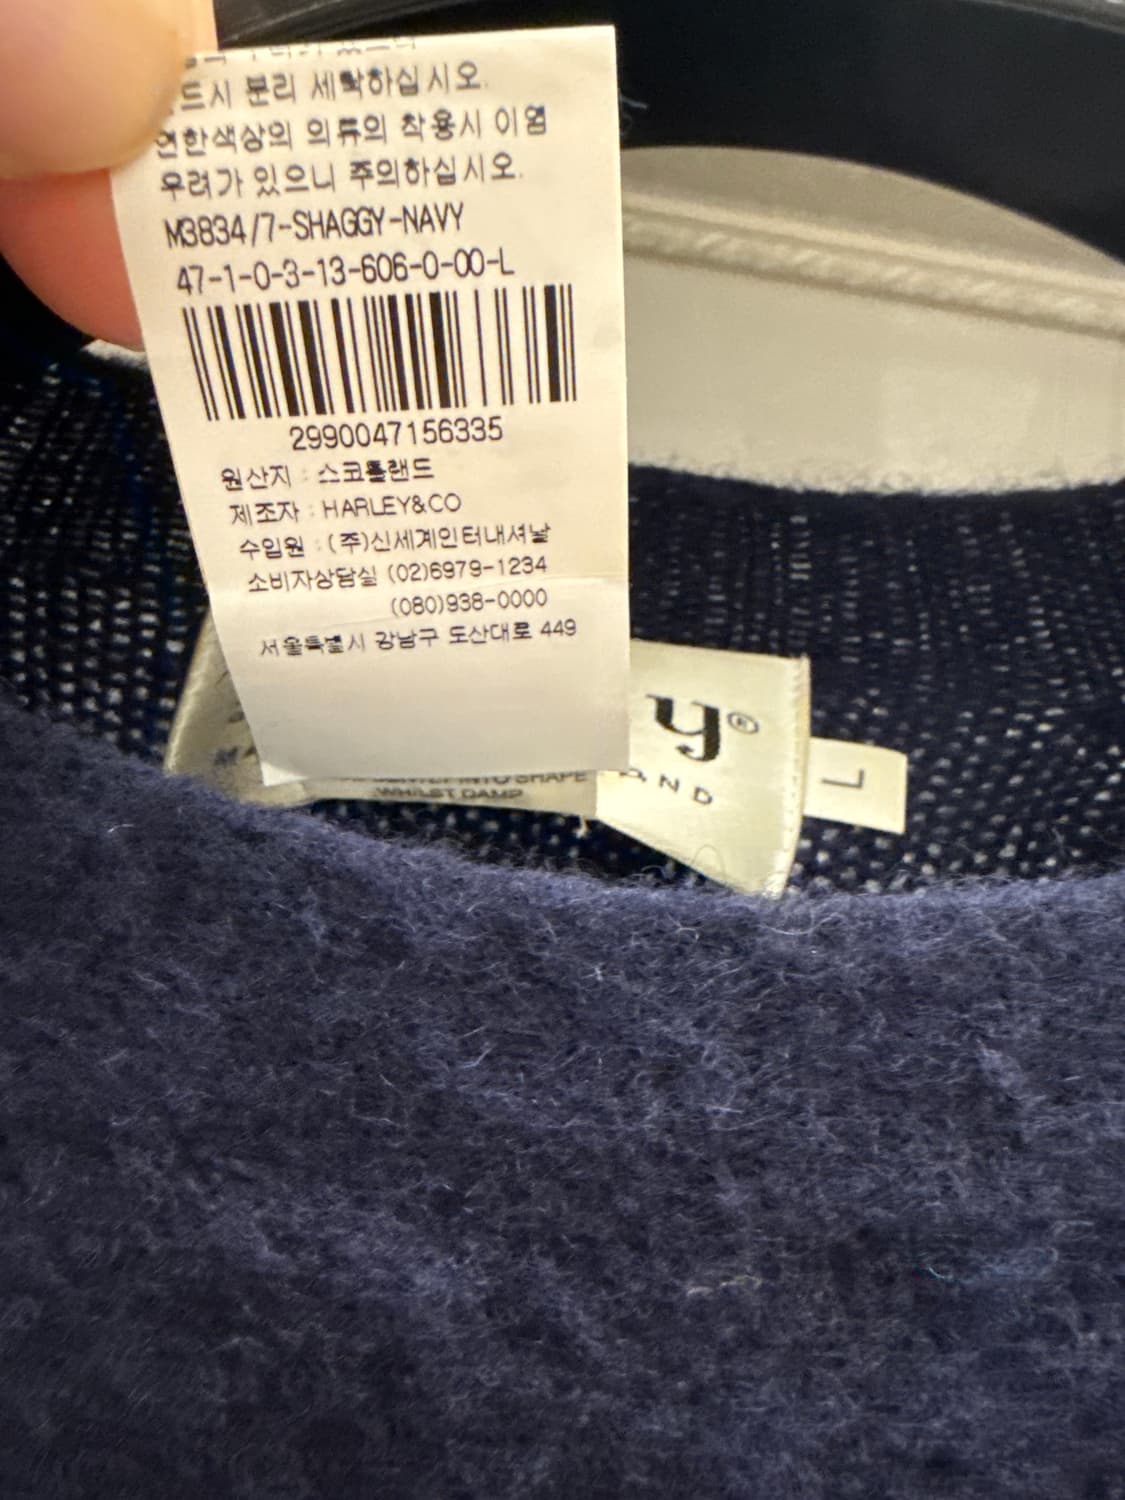 드시 분리 세탁하십시오.
연한색상의 의류의 착용시 이염
우려가 있으니 주의하십시오.
M3834/7-SHAGGY-NAVY
47-1-0-3-13-606-0-00-L
2990047156335
원산지 : 스코틀랜드
제조자 : HARLEY&CO
수입원 : (주)신세계인터내셔날
소비자상담실 (02)6979-1234
(080)938-0000
서울특별시 강남구 도산대로 449
y®
AND
L
INTO SHAPE
WHILST DAMP